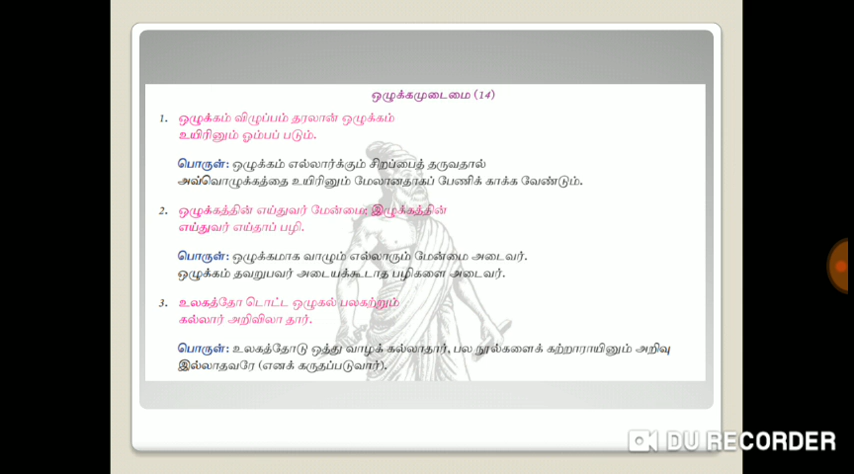 ஒழுக்கமுடைமை (14)
1. ஒழுக்கம் விழுப்பம் தரலான் ஒழுக்கம்
உயிரினும் ஓம்பப் படும்.
பொருள்: ஒழுக்கம் எல்லார்க்கும் சிறப்பைத் தருவதால்
அவ்வொழுக்கத்தை உயிரினும் மேலானதாகப் பேணிக் காக்க வேண்டும்.
2. ஒழுக்கத்தின் எய்துவர் மேன்மை; இழுக்கத்தின்
எய்துவர் எய்தாப் பழி.
பொருள்: ஒழுக்கமாக வாழும் எல்லாரும் மேன்மை அடைவர்.
ஒழுக்கம் தவறுபவர் அடையக்கூடாத பழிகளை அடைவர்.
3. உலகத்தோ டொட்ட ஒழுகல் பலகற்றும்
கல்லார் அறிவிலா தார்.
பொருள்: உலகத்தோடு ஒத்து வாழக் கல்லாதார், பல நூல்களைக் கற்றாராயினும் அறிவு
இல்லாதவரே (எனக் கருதப்படுவார்).
DU RECORDER